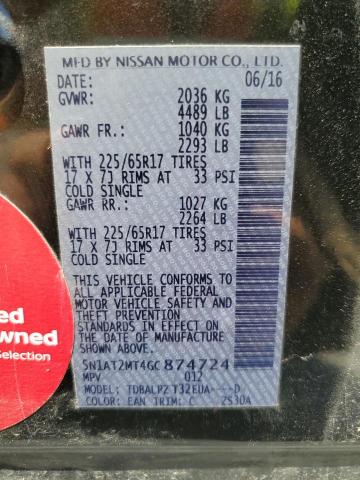 MFD BY NISSAN MOTOR CO., LTD.
DATE: 06/16
GVWR: 2036 KG
4489 LB
GAWR FR.: 1040 KG
2293 LB
WITH 225/65R17 TIRES
17 X 7J RIMS AT 33 PSI
COLD SINGLE
GAWR RR.: 1027 KG
2264 LB
WITH 225/65R17 TIRES
17 X 7J RIMS AT 33 PSI
COLD SINGLE
THIS VEHICLE CONFORMS TO
ALL APPLICABLE FEDERAL
MOTOR VEHICLE SAFETY AND
THEFT PREVENTION
STANDARDS IN EFFECT ON
THE DATE OF MANUFACTURE
SHOWN ABOVE.
5N1AT2MT4GC874724
MPV 012
MODEL: TDBALP2 T32EUA----D
COLOR: EAN TRIM: C 2S30A
ed
wned
Selection